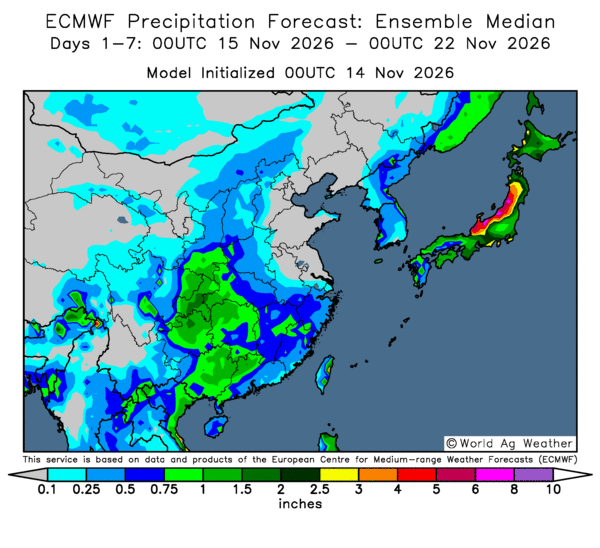 ECMWF Precipitation Forecast: Ensemble Median
Days 1–7: 00UTC 15 Nov 2026 – 00UTC 22 Nov 2026
Model Initialized 00UTC 14 Nov 2026
© World Ag Weather
This service is based on data and products of the European Centre for Medium-range Weather Forecasts (ECMWF)
0.1 0.25 0.5 0.75 1 1.5 2 2.5 3 4 5 6 8 10
inches